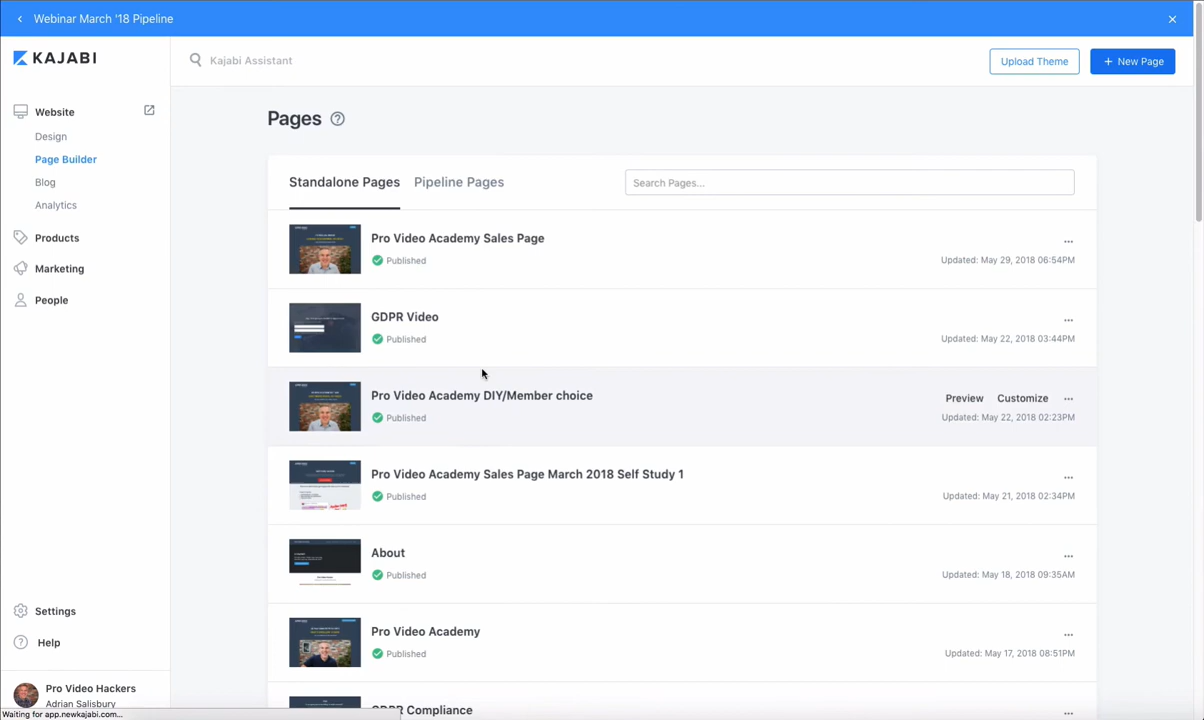 Webinar March '18 Pipeline
KAJABI
Kajabi Assistant
Upload Theme
+ New Page
Website
Design
Page Builder
Blog
Analytics
Products
Marketing
People
Settings
Help
Pro Video Hackers
Adrian Salisbury
Waiting for app.newkajabi.com...
Pages
Standalone Pages
Pipeline Pages
Search Pages...
Pro Video Academy Sales Page
Published
Updated: May 29, 2018 06:54PM
GDPR Video
Published
Updated: May 22, 2018 03:44PM
Pro Video Academy DIY/Member choice
Published
Preview
Customize
Updated: May 22, 2018 02:23PM
Pro Video Academy Sales Page March 2018 Self Study 1
Published
Updated: May 21, 2018 02:34PM
About
Published
Updated: May 18, 2018 09:35AM
Pro Video Academy
Published
Updated: May 17, 2018 08:51PM
GDPR Compliance